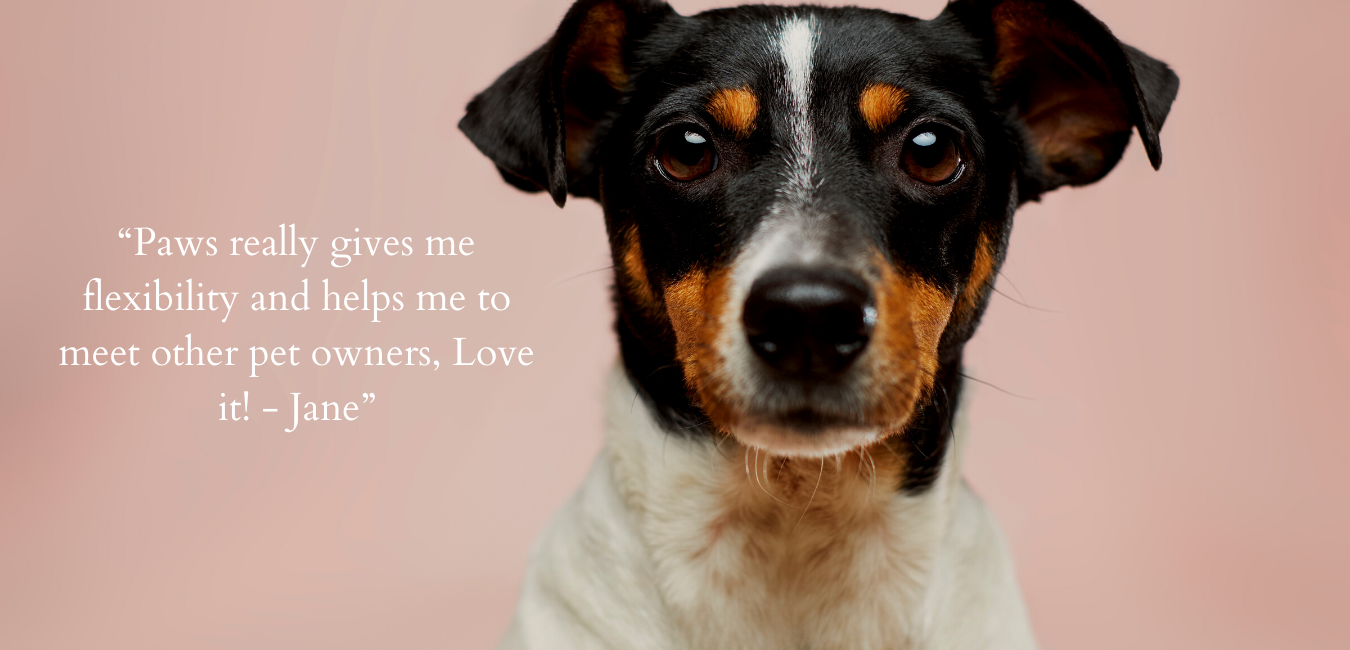 “Paws really gives me
flexibility and helps me to
meet other pet owners, Love
it! - Jane”